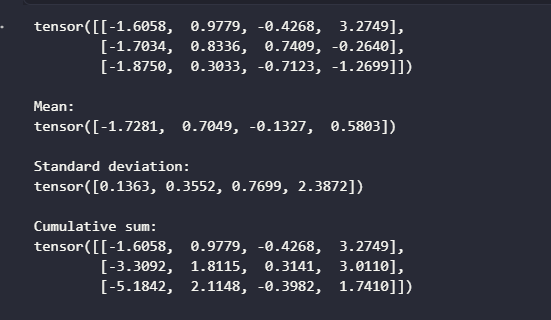 tensor([[-1.6058,  0.9779, -0.4268,  3.2749],
        [-1.7034,  0.8336,  0.7409, -0.2640],
        [-1.8750,  0.3033, -0.7123, -1.2699]])
Mean:
tensor([-1.7281,  0.7049, -0.1327,  0.5803])
Standard deviation:
tensor([0.1363, 0.3552, 0.7699, 2.3872])
Cumulative sum:
tensor([[-1.6058,  0.9779, -0.4268,  3.2749],
        [-3.3092,  1.8115,  0.3141,  3.0110],
        [-5.1842,  2.1148, -0.3982,  1.7410]])